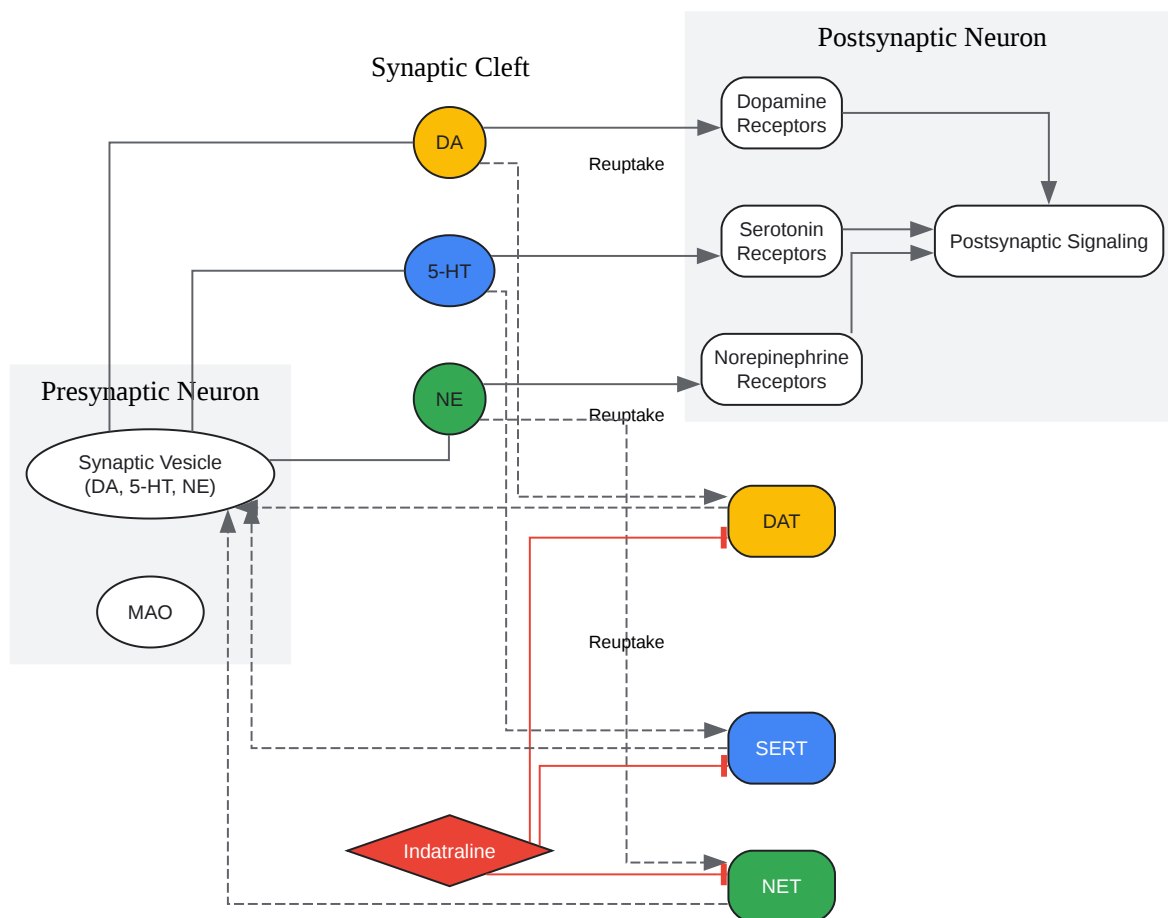 Postsynaptic Neuron
Synaptic Cleft
Dopamine
Receptors
DA
Reuptake
Serotonin
Receptors
Postsynaptic Signaling
5-HT
Norepinephrine
Receptors
Presynaptic Neuron
NE
Reuptake
Synaptic Vesicle
(DA, 5-HT, NE)
DAT
MAO
Reuptake
SERT
Indatraline
NET